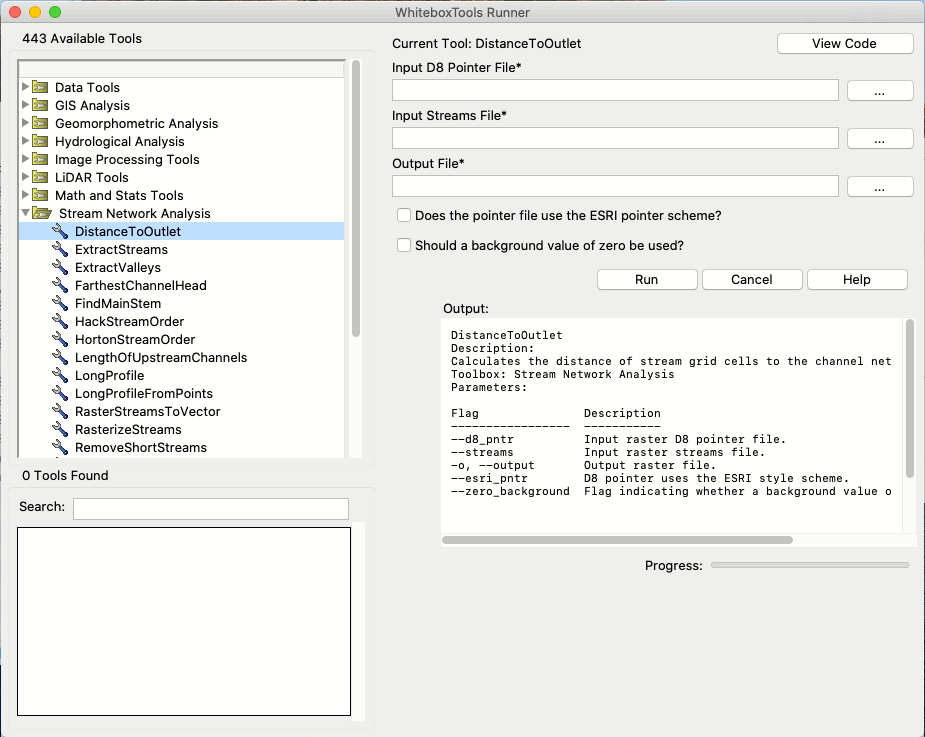 WhiteboxTools Runner
443 Available Tools
Data Tools
GIS Analysis
Geomorphometric Analysis
Hydrological Analysis
Image Processing Tools
LiDAR Tools
Math and Stats Tools
Stream Network Analysis
DistanceToOutlet
ExtractStreams
ExtractValleys
FarthestChannelHead
FindMainStem
HackStreamOrder
HortonStreamOrder
LengthOfUpstreamChannels
LongProfile
LongProfileFromPoints
RasterStreamsToVector
RasterizeStreams
RemoveShortStreams
0 Tools Found
Search:
Current Tool: DistanceToOutlet
View Code
Input D8 Pointer File*
...
Input Streams File*
...
Output File*
...
Does the pointer file use the ESRI pointer scheme?
Should a background value of zero be used?
Run Cancel Help
Output:
DistanceToOutlet
Description:
Calculates the distance of stream grid cells to the channel net
Toolbox: Stream Network Analysis
Parameters:
Flag Description
----------------- -----------
--d8_pntr Input raster D8 pointer file.
--streams Input raster streams file.
-o, --output Output raster file.
--esri_pntr D8 pointer uses the ESRI style scheme.
--zero_background Flag indicating whether a background value o
Progress: